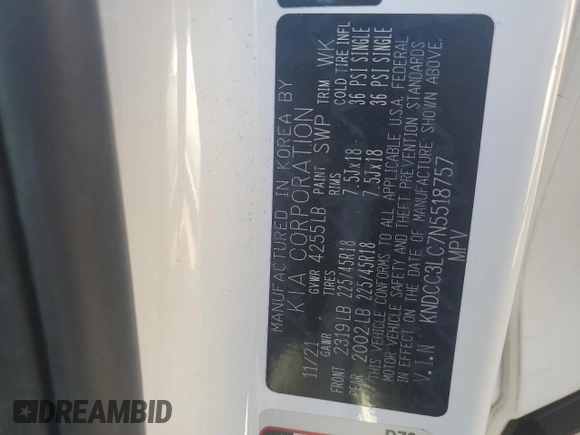 MANUFACTURED IN KOREA BY
KIA CORPORATION
11/21 GVWR 4255LB PAINT SWP TRIM WK
GAWR TIRES RIMS COLD TIRE INFL
FRONT 2319LB 225/45R18 7.5Jx18 36 PSI SINGLE
REAR 2002LB 225/45R18 7.5Jx18 36 PSI SINGLE
THIS VEHICLE CONFORMS TO ALL APPLICABLE U.S.A. FEDERAL
MOTOR VEHICLE SAFETY AND THEFT PREVENTION STANDARDS
IN EFFECT ON THE DATE OF MANUFACTURE SHOWN ABOVE.
V.I.N KNDCC3LC7N5518757
MPV
DREAMBID